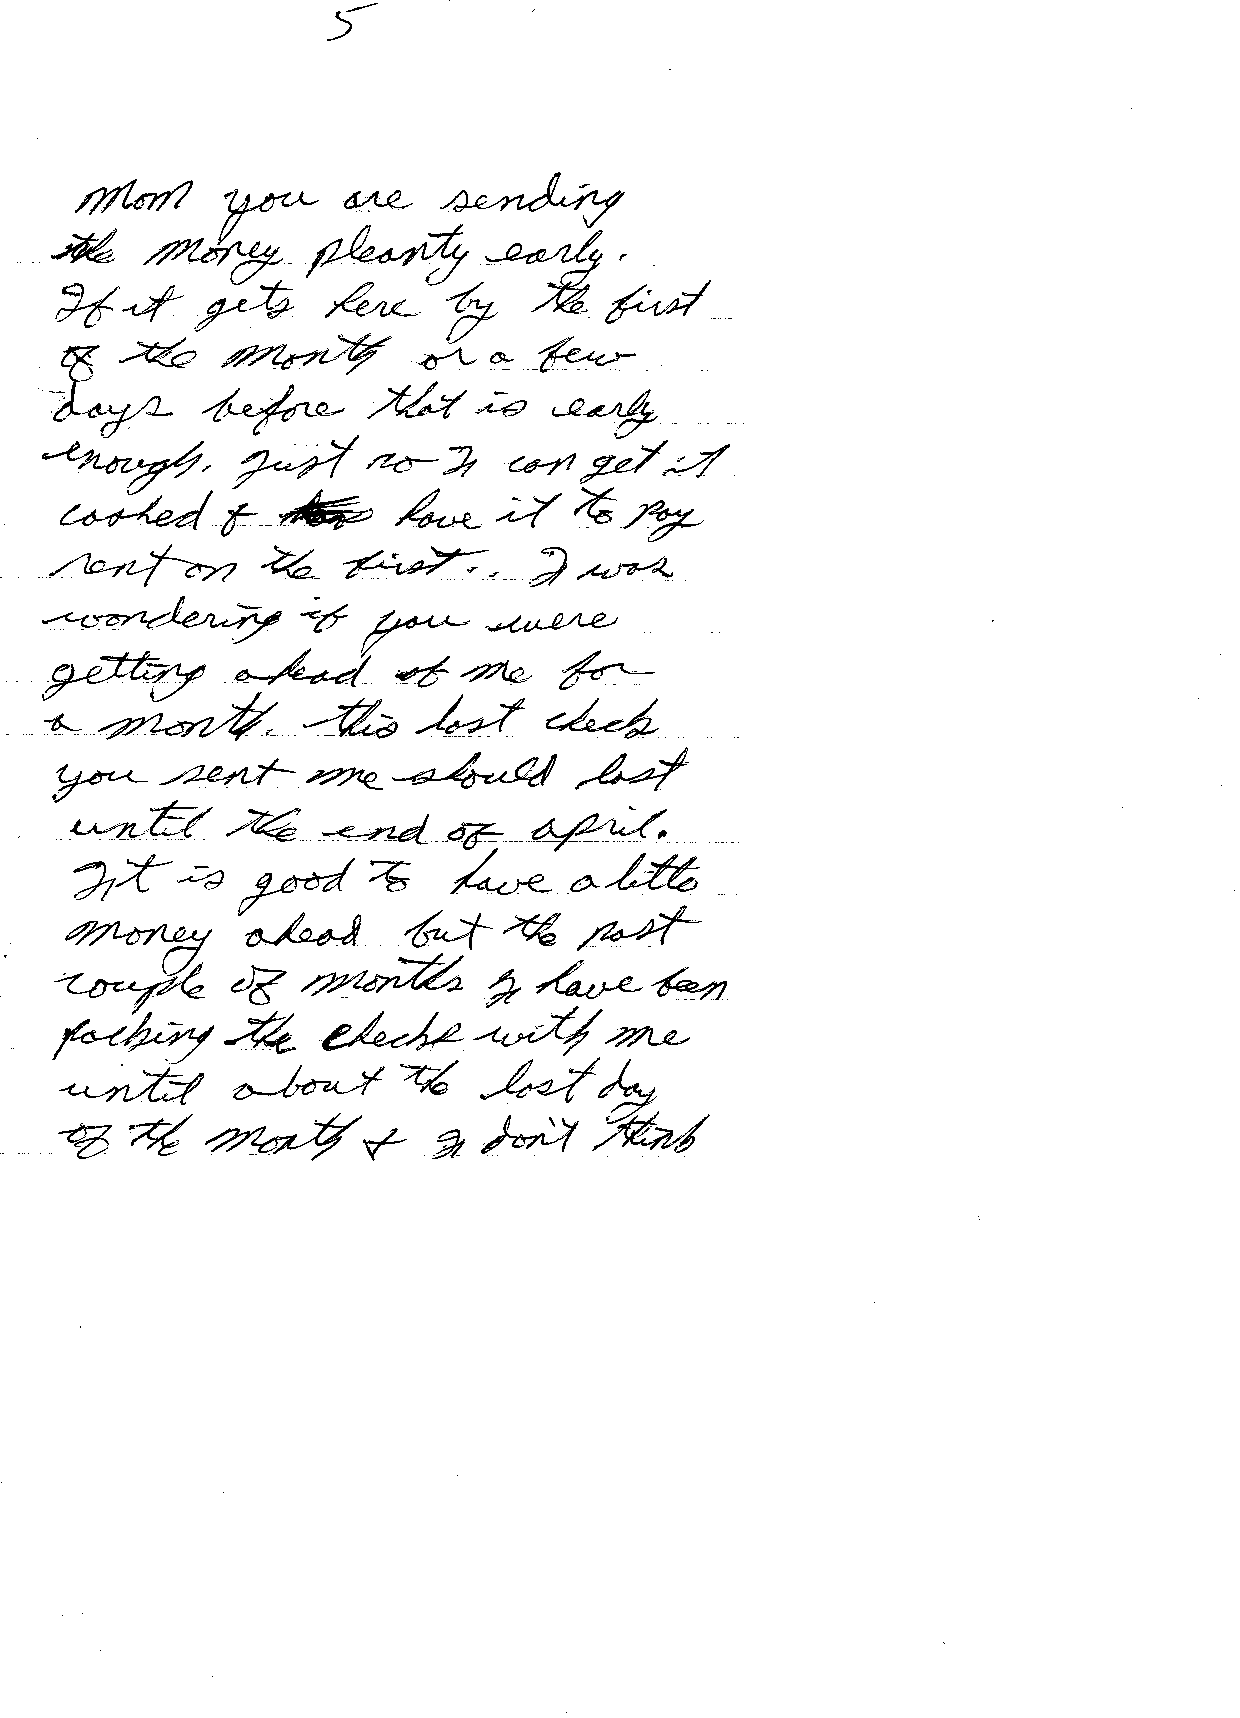 5
Mom you are sending
the money pleanty early.
If it gets here by the first
of the month or a few
days before that is early
enough. Just so I can get it
cashed & have it to pay
rent on the first.. I was
wondering if you were
getting ahead of me for
a month. this last check
you sent me should last
until the end of april.
It is good to have a little
money ahead but the past
couple of months I have been
packing the checks with me
until about the last day
of the month & I don't think